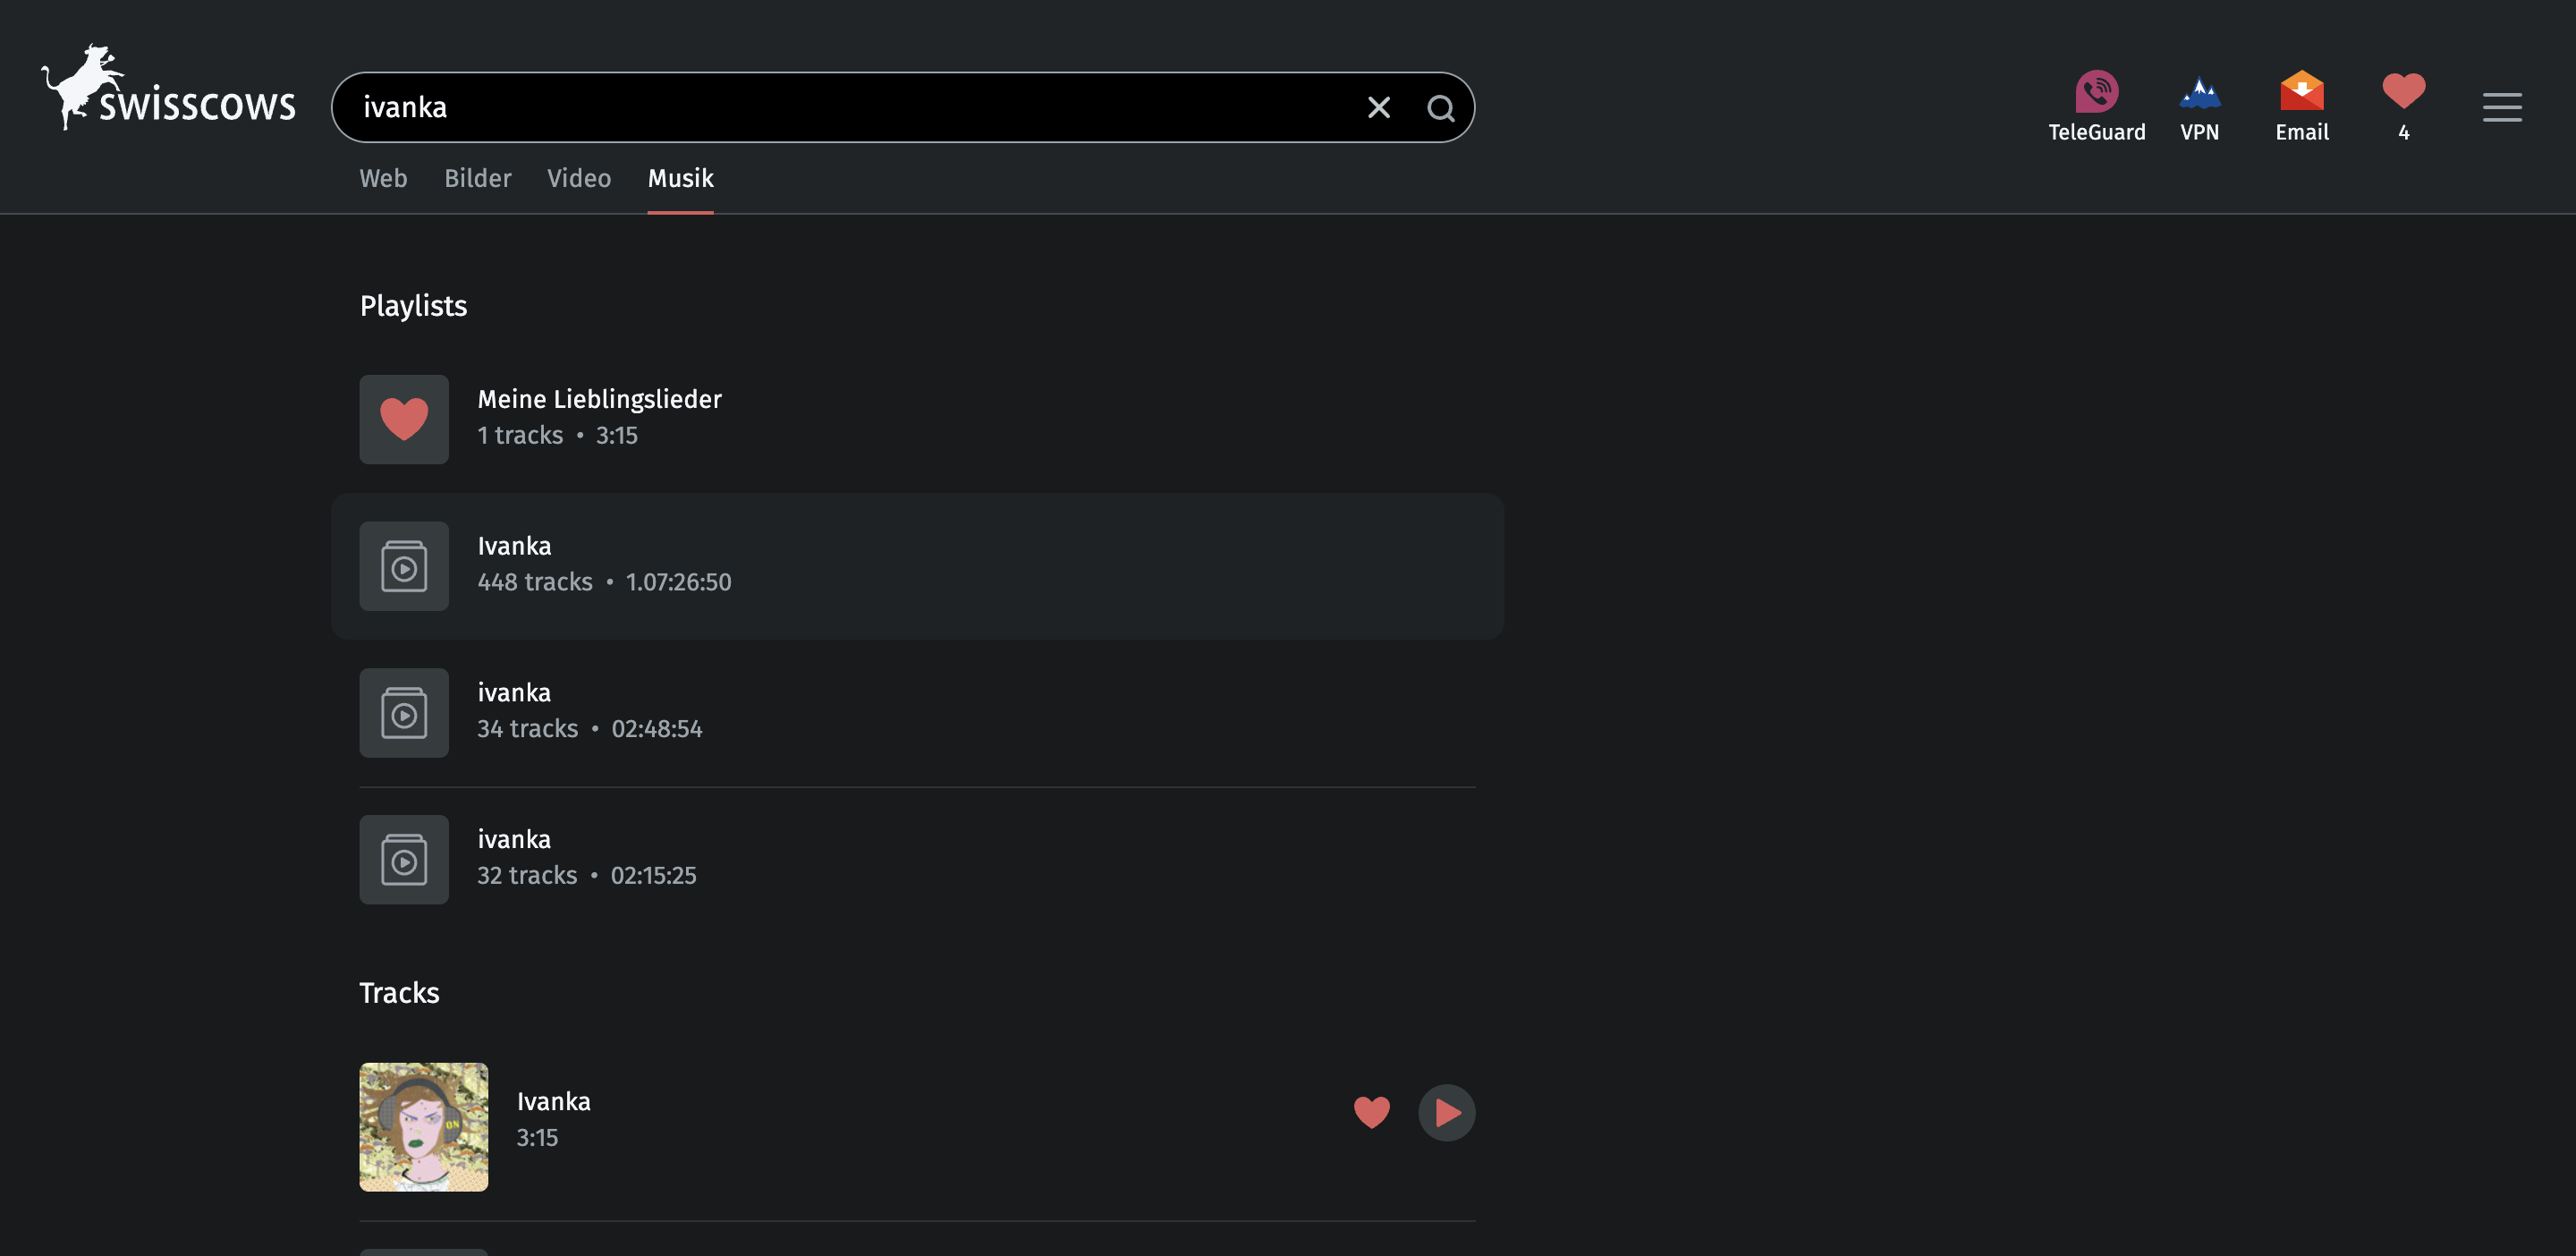 swisscows
ivanka
TeleGuard
VPN
Email
4
Web
Bilder
Video
Musik
Playlists
Meine Lieblingslieder
1 tracks • 3:15
Ivanka
448 tracks • 1.07:26:50
ivanka
34 tracks • 02:48:54
ivanka
32 tracks • 02:15:25
Tracks
ON
Ivanka
3:15